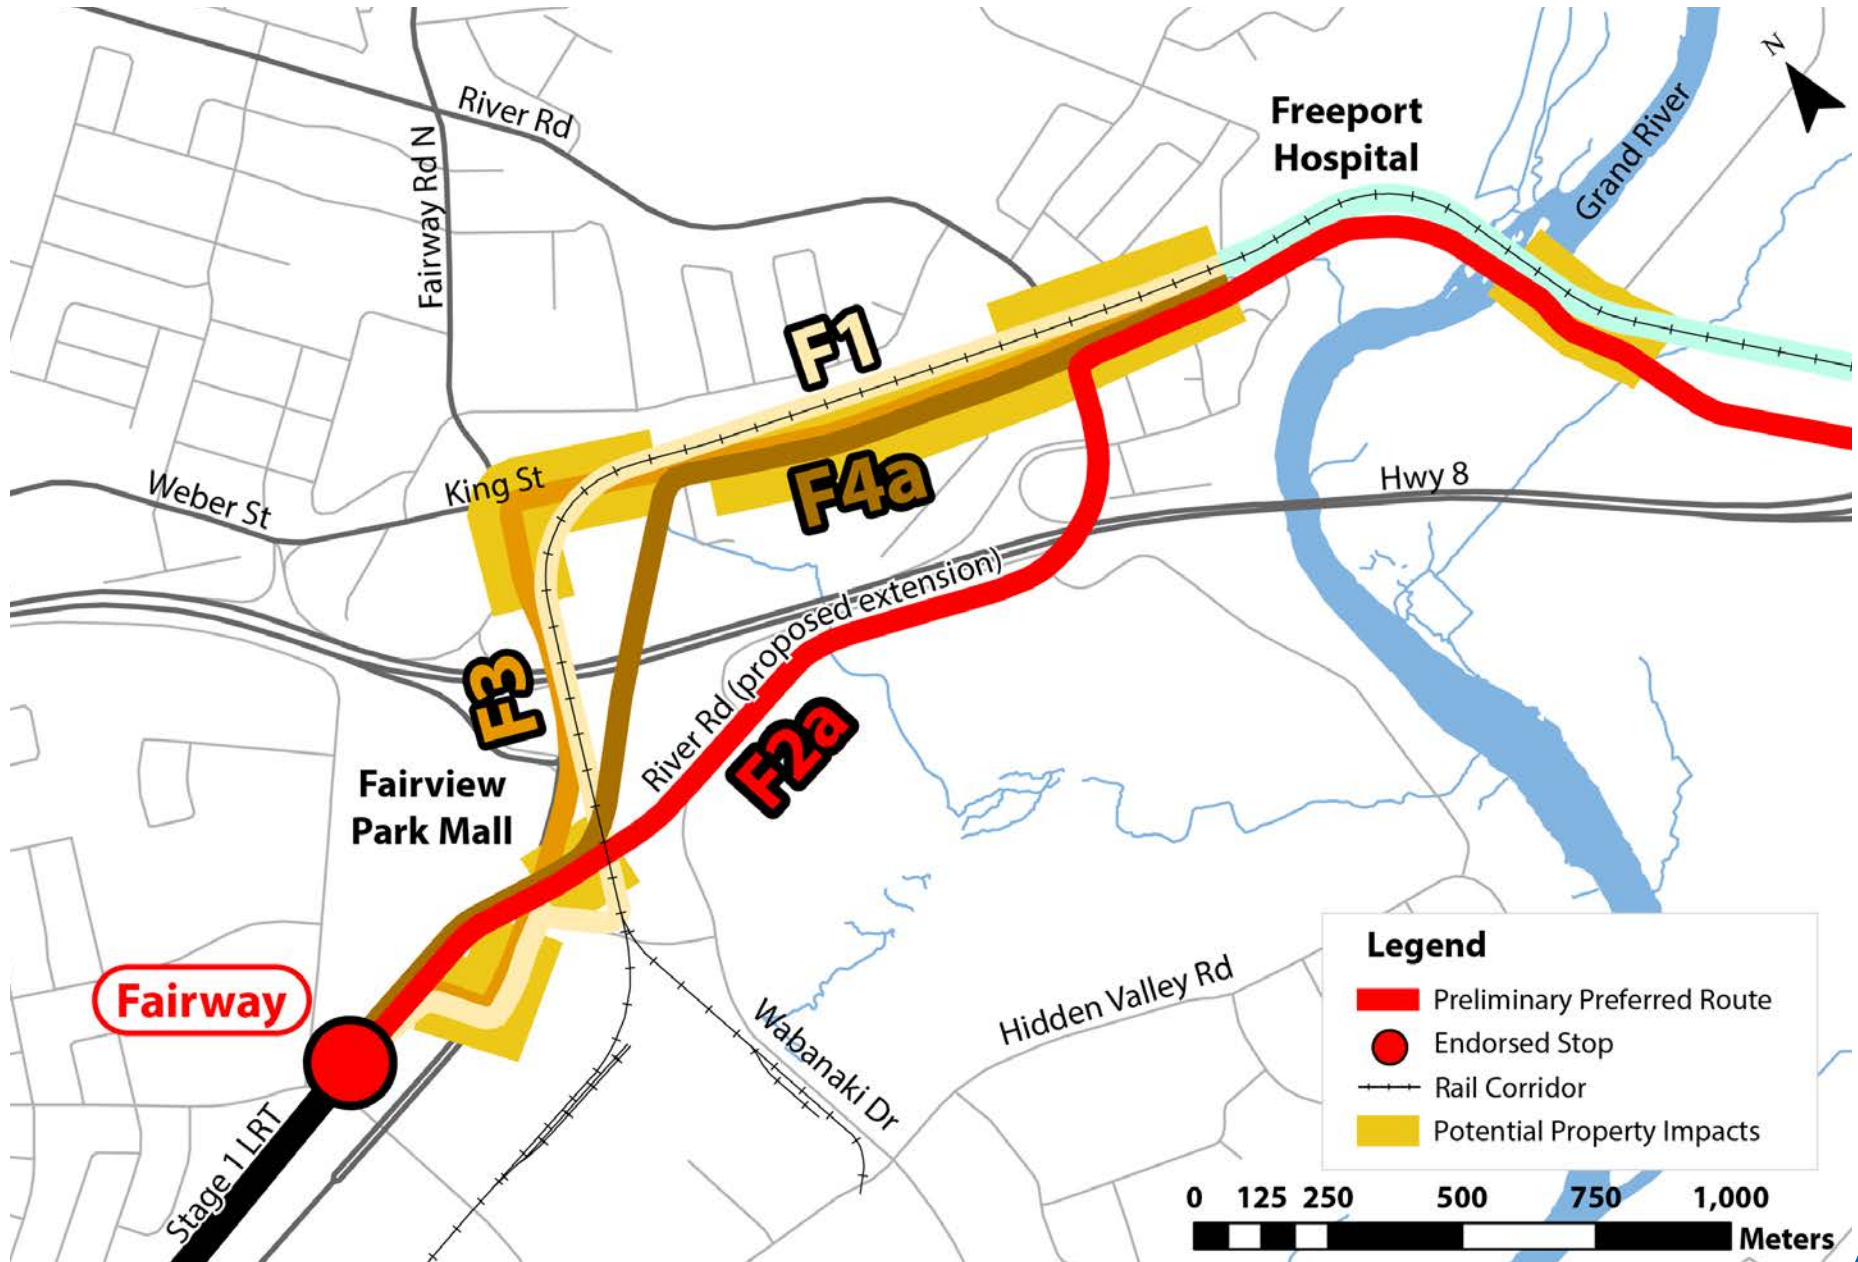 N
River Rd
Freeport
Hospital
Grand River
Fairway Rd N
F1
Weber St
King St
F4a
Hwy 8
River Rd (proposed extension)
F3
F2a
Fairview
Park Mall
Fairway
Stage 1 LRT
Wabanaki Dr
Hidden Valley Rd
Legend
Preliminary Preferred Route
Endorsed Stop
Rail Corridor
Potential Property Impacts
0 125 250 500 750 1,000
Meters